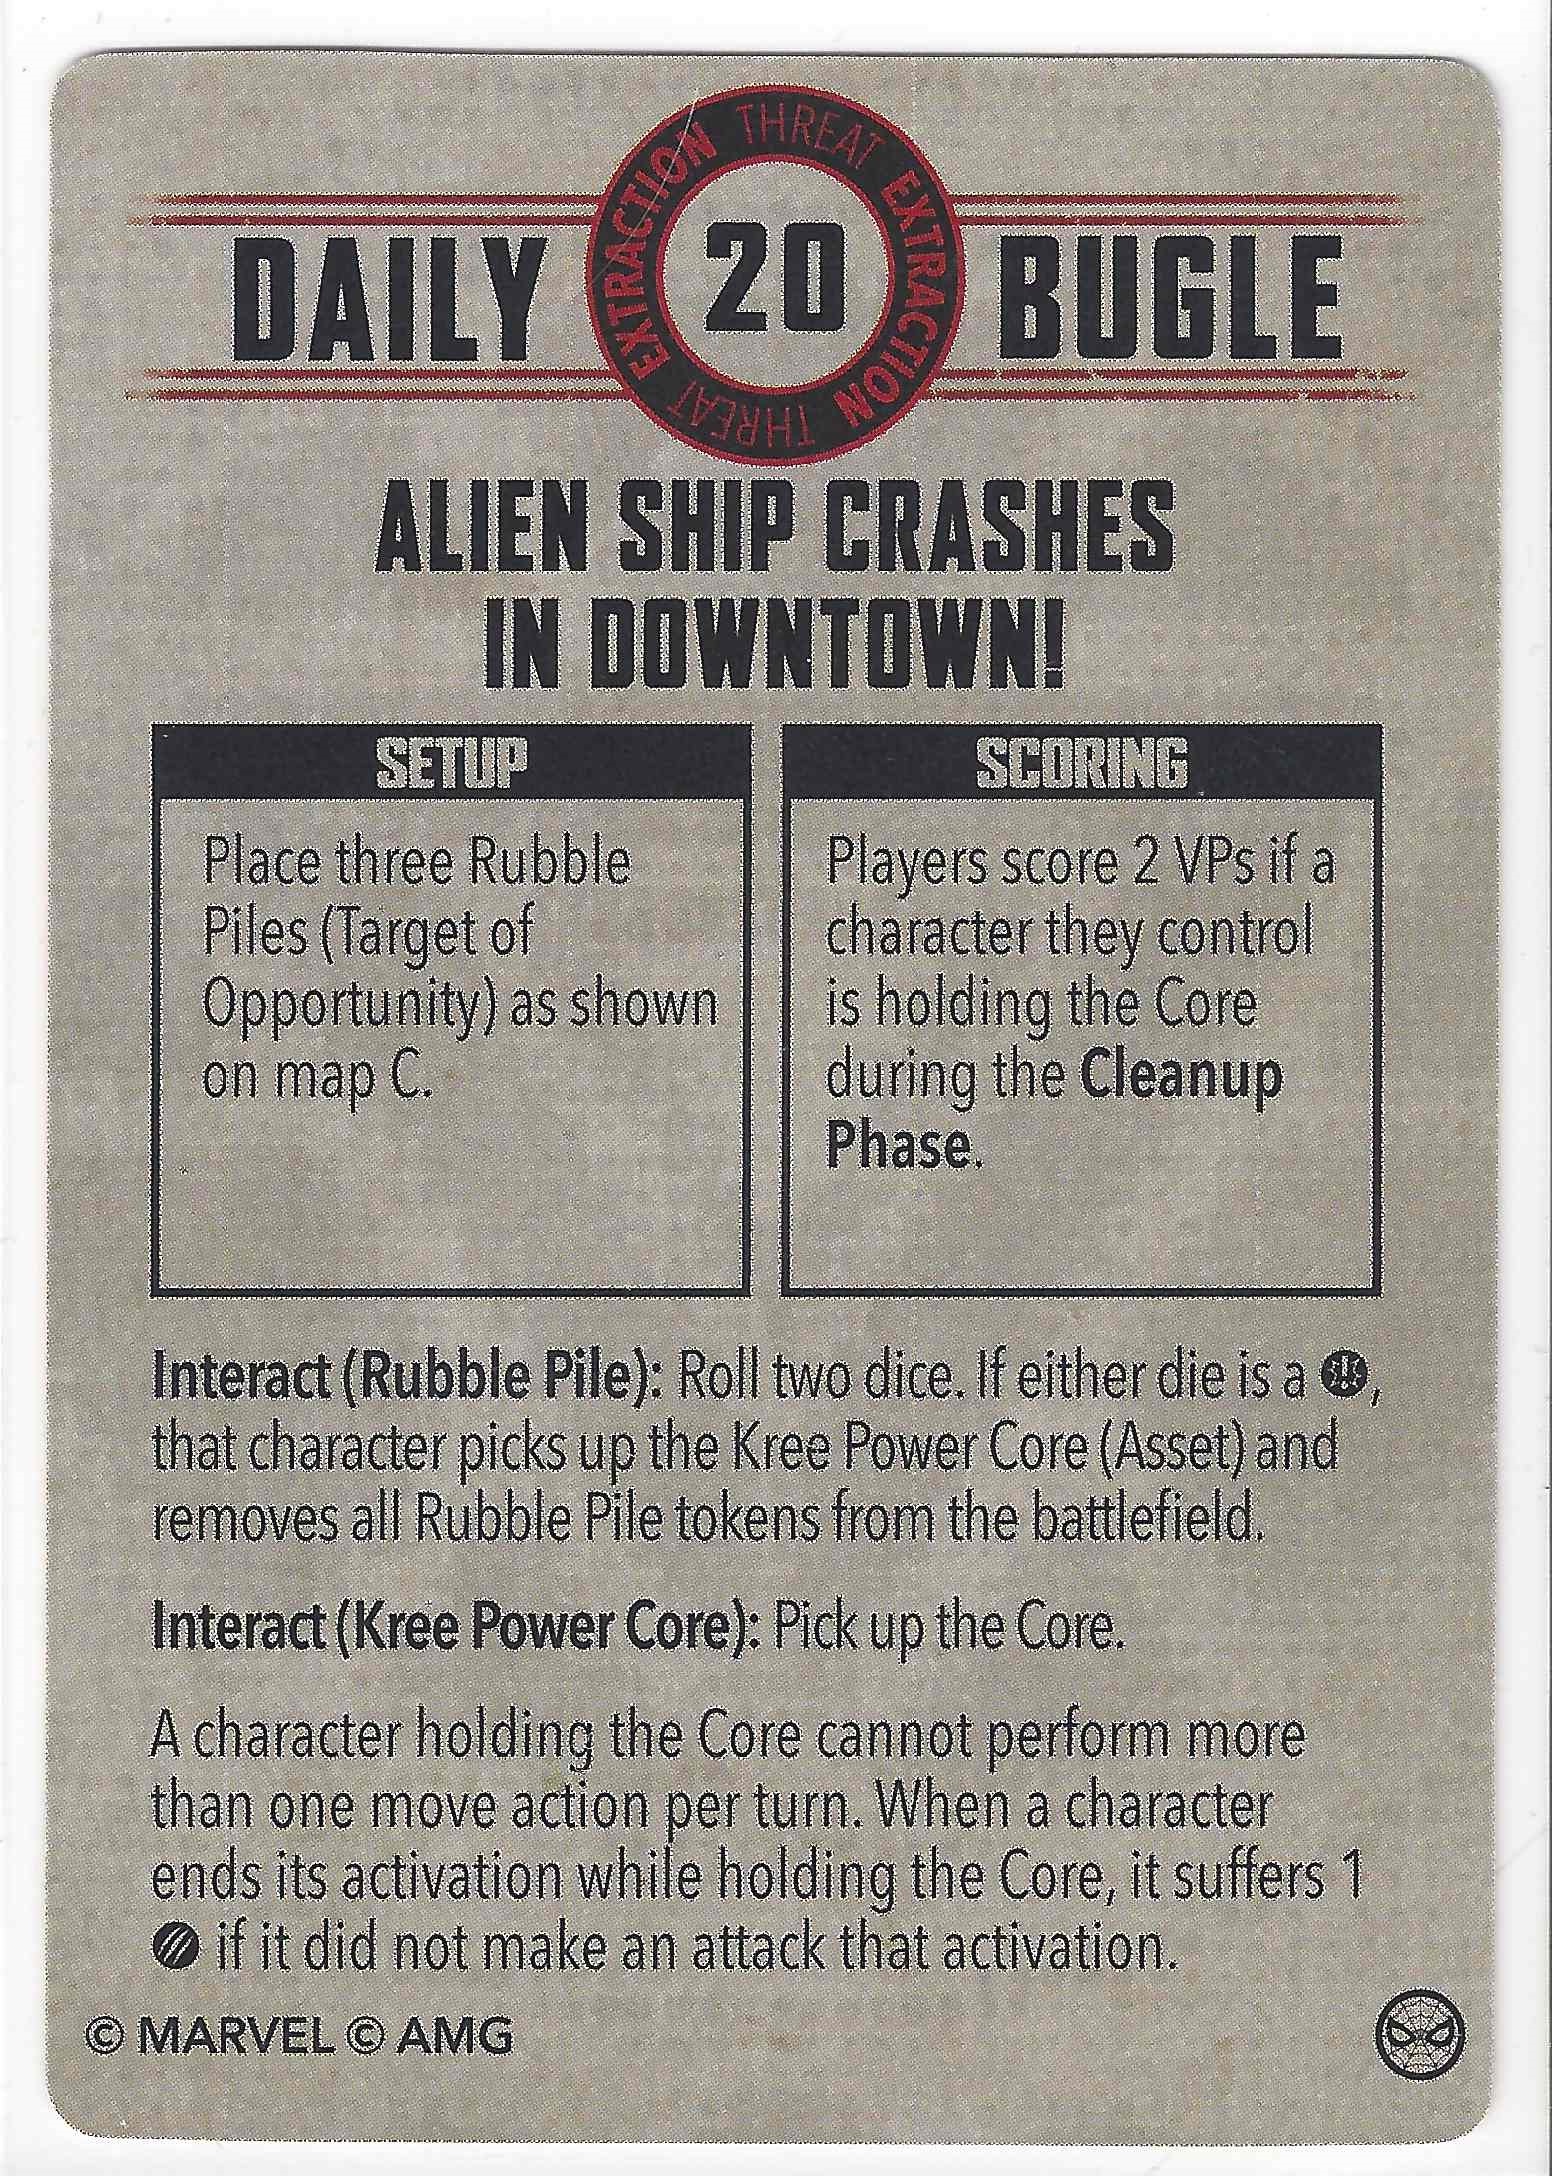 EXTRACTION THREAT EXTRACTION THREAT
DAILY 20 BUGLE
ALIEN SHIP CRASHES
IN DOWNTOWN!
SETUP
Place three Rubble
Piles (Target of
Opportunity) as shown
on map C.
SCORING
Players score 2 VPs if a
character they control
is holding the Core
during the Cleanup
Phase.
Interact (Rubble Pile): Roll two dice. If either die is a ,
that character picks up the Kree Power Core (Asset) and
removes all Rubble Pile tokens from the battlefield.
Interact (Kree Power Core): Pick up the Core.
A character holding the Core cannot perform more
than one move action per turn. When a character
ends its activation while holding the Core, it suffers 1
if it did not make an attack that activation.
© MARVEL © AMG